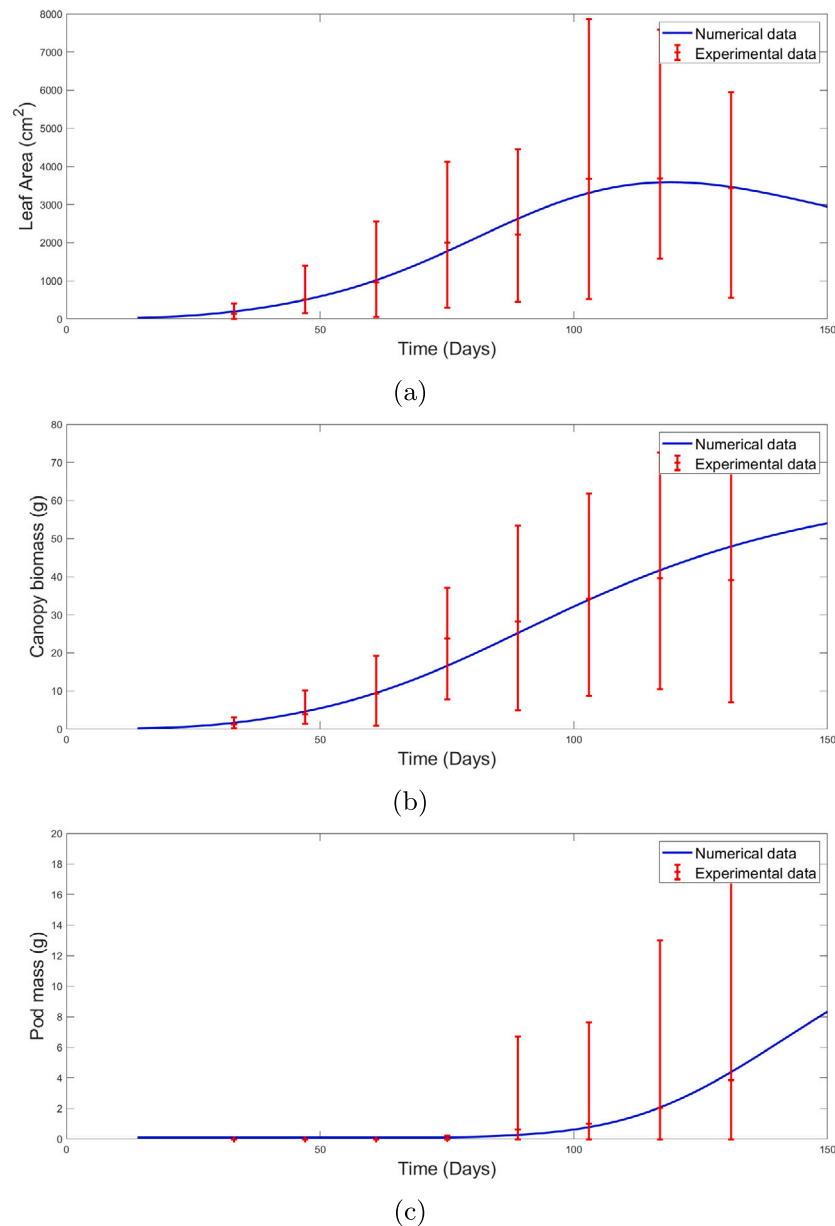 8000
7000
6000
5000
4000
3000
2000
1000
0
Leaf Area (cm²)
Numerical data
Experimental data
0 50 100 150
Time (Days)
(a)
80
70
60
50
40
30
20
10
0
Canopy biomass (g)
Numerical data
Experimental data
0 50 100 150
Time (Days)
(b)
20
18
16
14
12
10
8
6
4
2
0
Pod mass (g)
Numerical data
Experimental data
0 50 100 150
Time (Days)
(c)